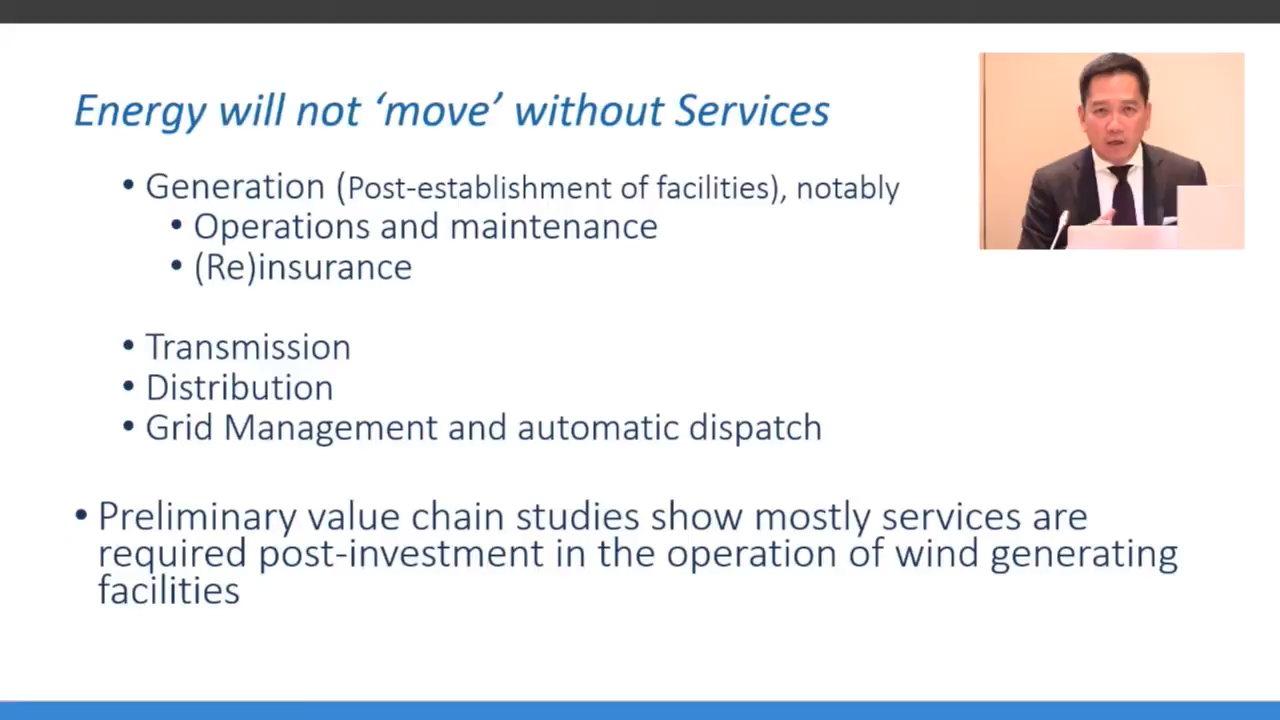 Energy will not ‘move’ without Services
• Generation (Post-establishment of facilities), notably
• Operations and maintenance
• (Re)insurance
• Transmission
• Distribution
• Grid Management and automatic dispatch
• Preliminary value chain studies show mostly services are
required post-investment in the operation of wind generating
facilities